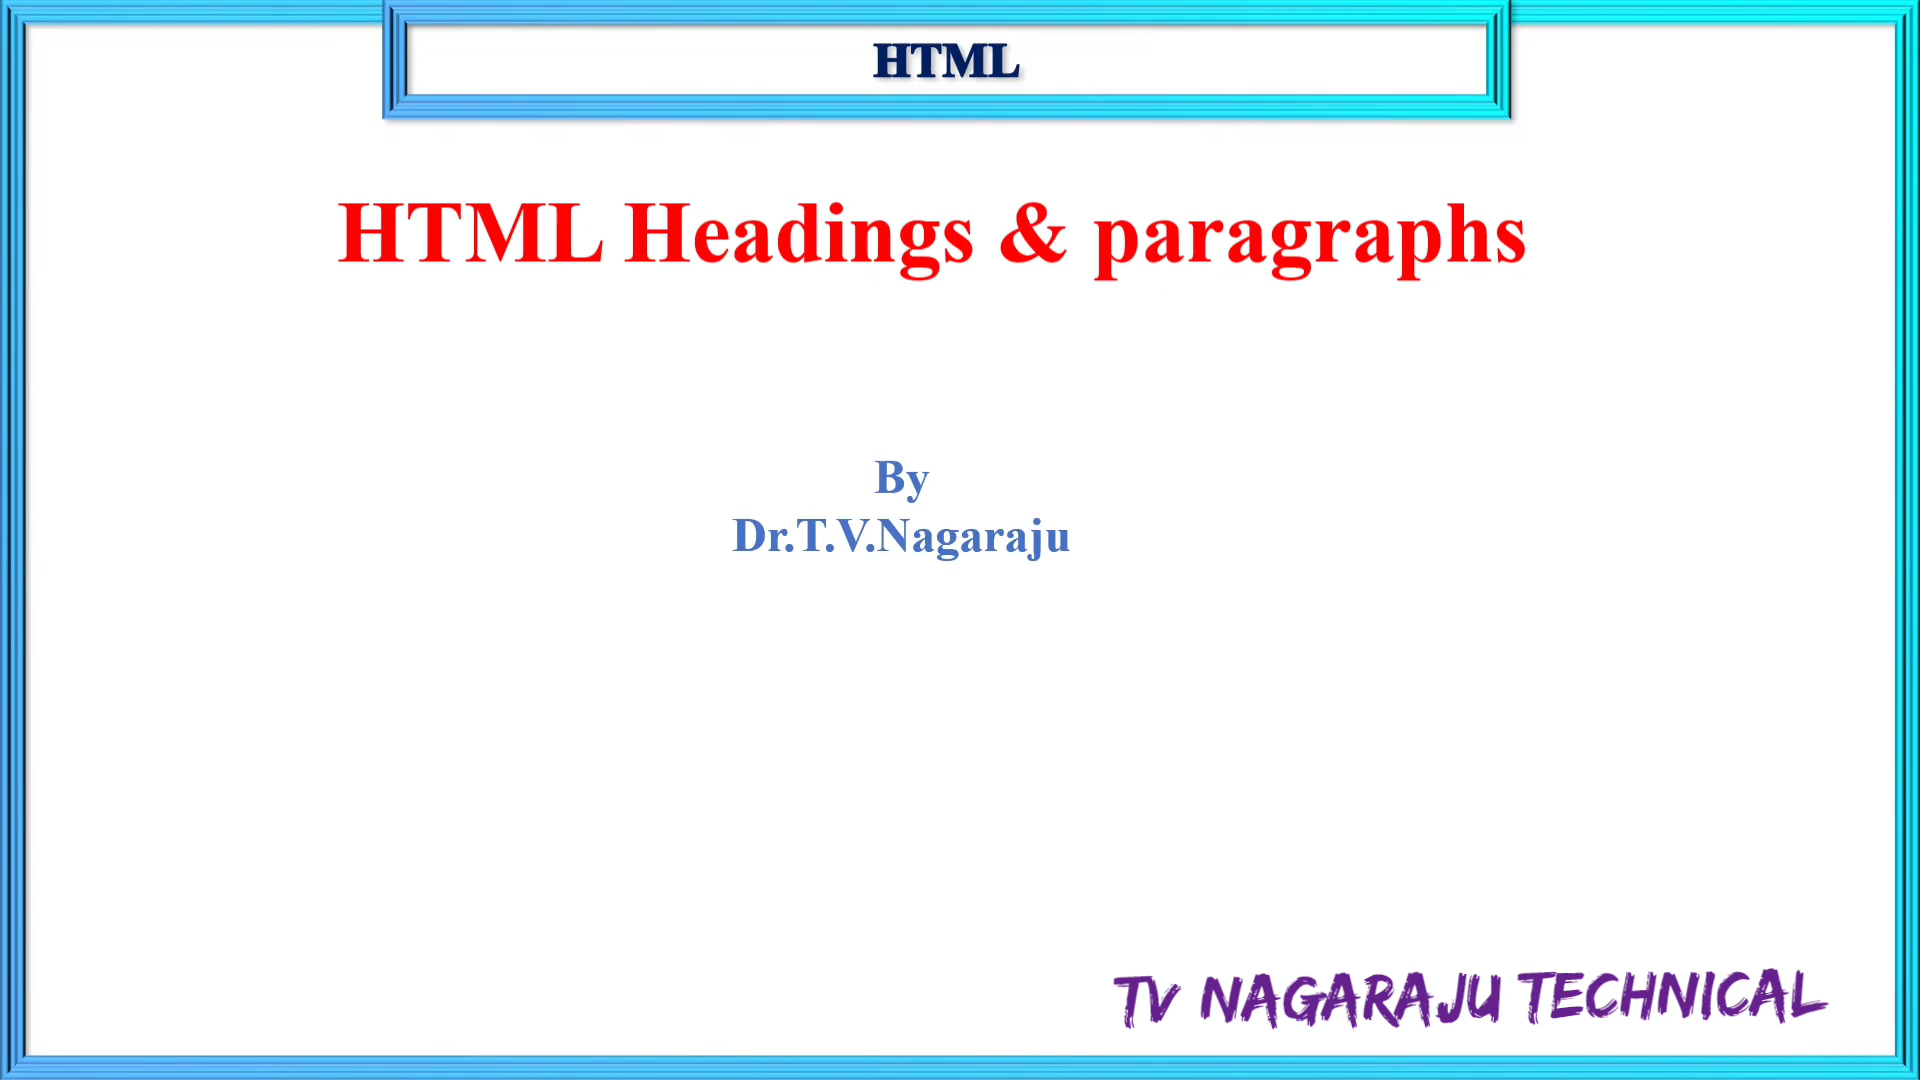 HTML
HTML Headings & paragraphs
By
Dr.T.V.Nagaraju
TV NAGARAJU TECHNICAL